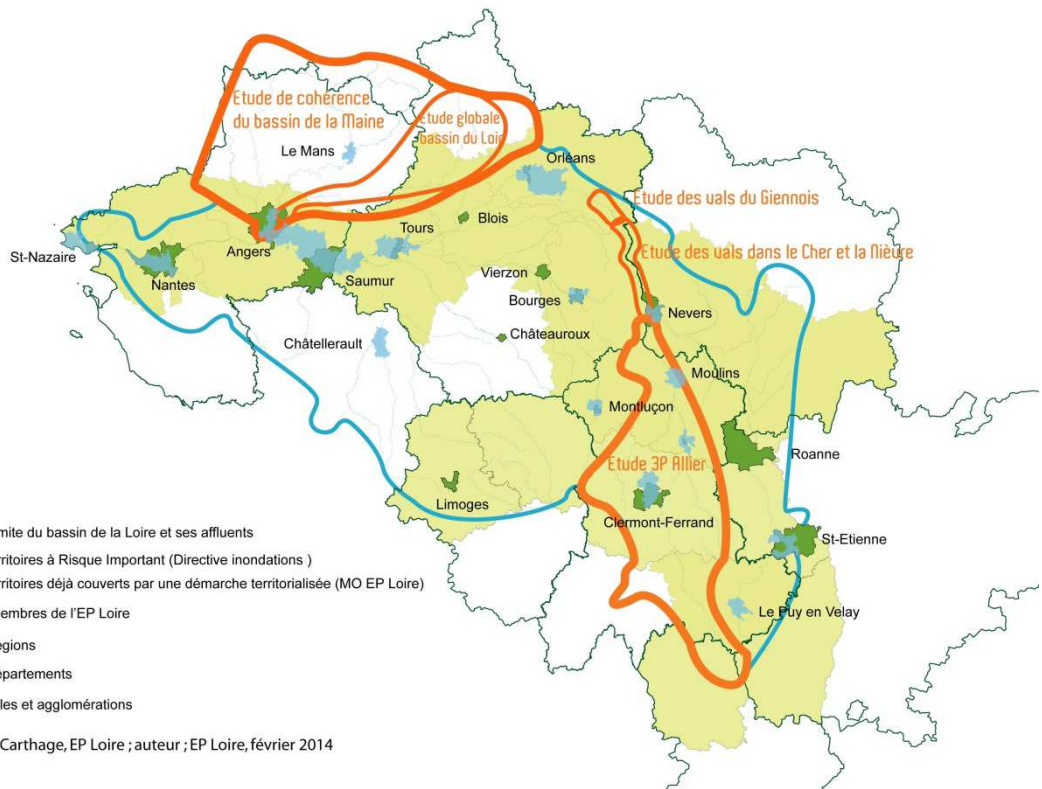 Etude de cohérence
du bassin de la Maine
Etude globale
bassin du Loir
Le Mans
Orléans
Etude des vals du Giennois
Blois
Tours
Angers
Etude des vals dans le Cher et la Nièvre
St-Nazaire
Saumur
Vierzon
Nantes
Bourges
Nevers
Châteauroux
Châtellerault
Moulins
Montluçon
Roanne
Etude 3P Allier
Limoges
Clermont-Ferrand
St-Etienne
Le Puy en Velay
mite du bassin de la Loire et ses affluents
rritoires à Risque Important (Directive inondations )
rritoires déjà couverts par une démarche territorialisée (MO EP Loire)
embres de l'EP Loire
égions
épartements
lles et agglomérations
Carthage, EP Loire ; auteur ; EP Loire, février 2014